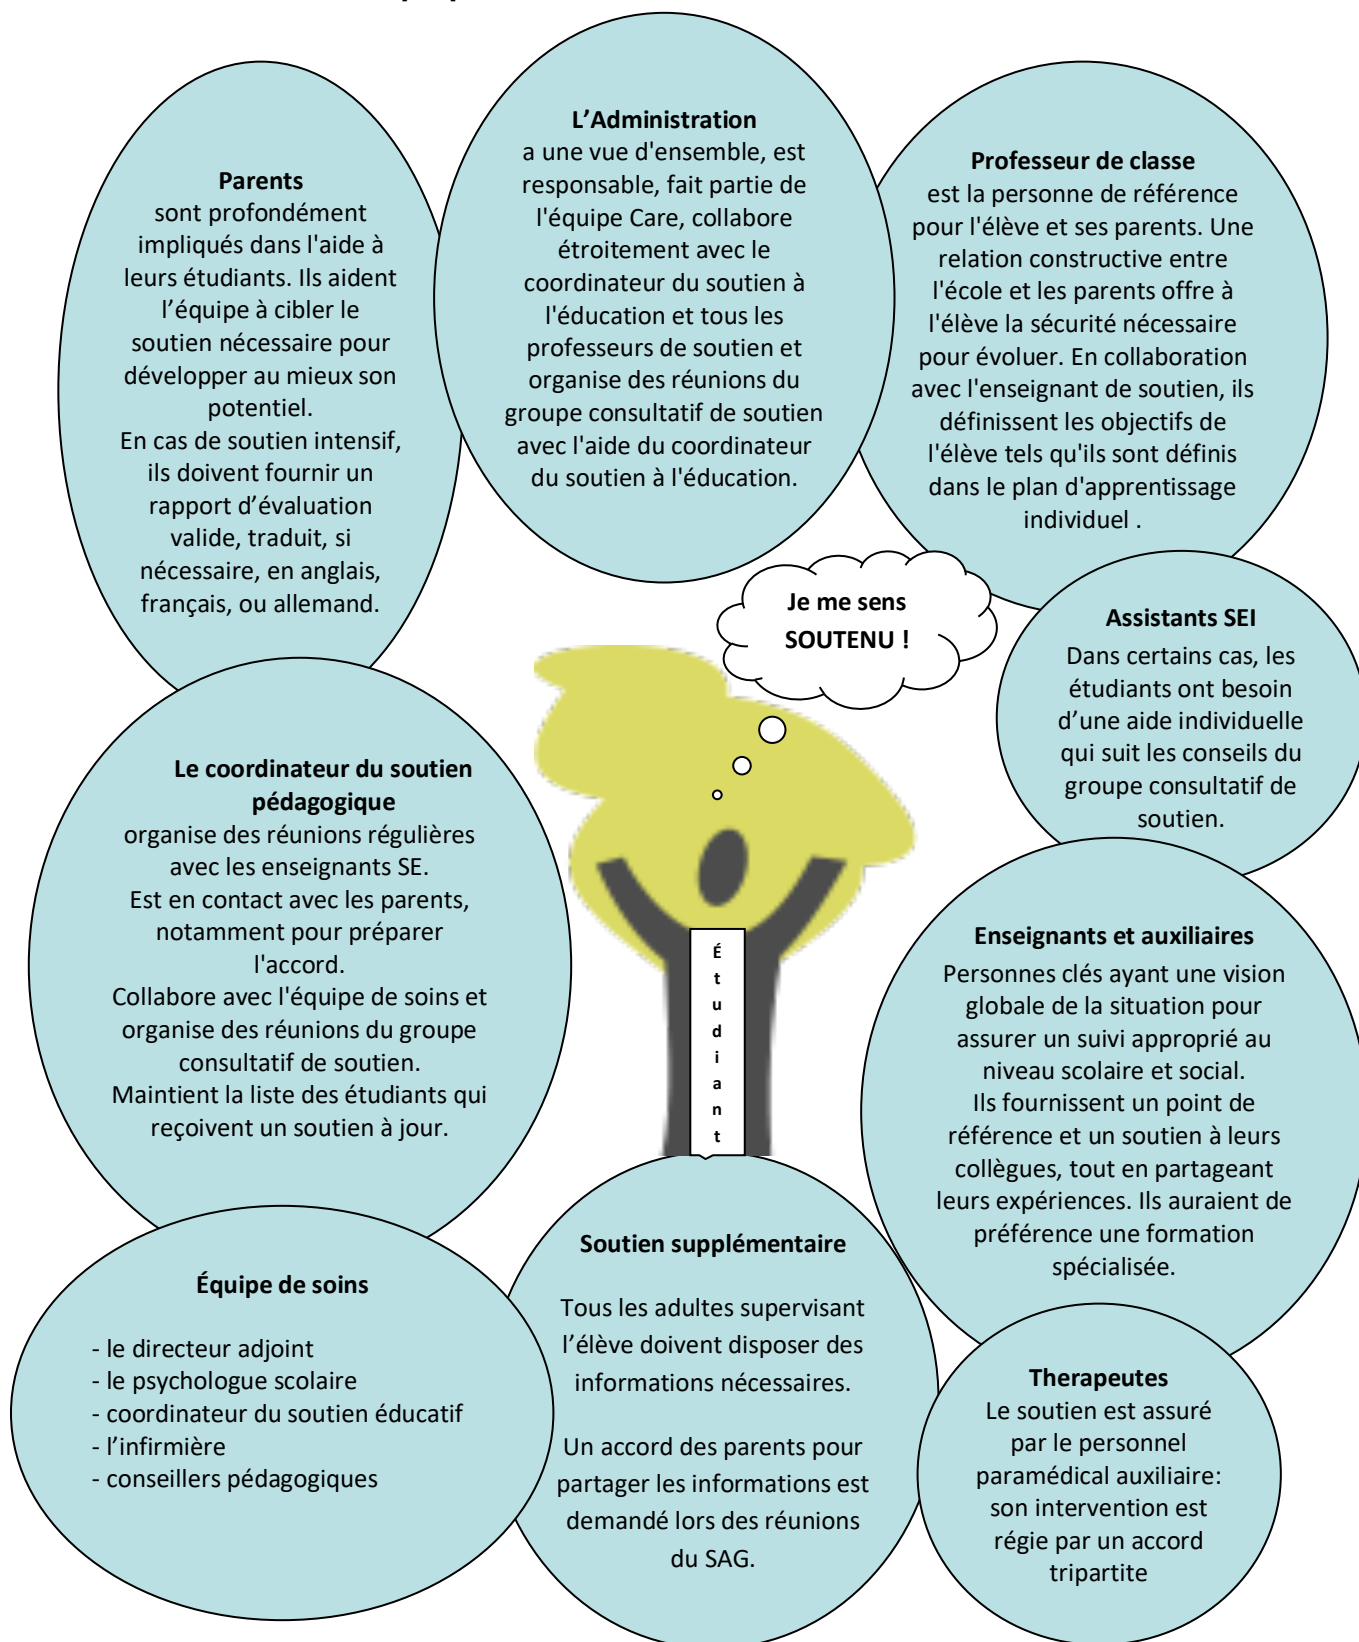 L'Administration
a une vue d'ensemble, est
responsable, fait partie de
l'équipe Care, collabore
étroitement avec le
coordinateur du soutien à
l'éducation et tous les
professeurs de soutien et
organise des réunions du
groupe consultatif de soutien
avec l'aide du coordinateur
du soutien à l'éducation.
Parents
sont profondément
impliqués dans l'aide à
leurs étudiants. Ils aident
l’équipe à cibler le
soutien nécessaire pour
développer au mieux son
potentiel.
En cas de soutien intensif,
ils doivent fournir un
rapport d’évaluation
valide, traduit, si
nécessaire, en anglais,
français, ou allemand.
Professeur de classe
est la personne de référence
pour l'élève et ses parents. Une
relation constructive entre
l'école et les parents offre à
l'élève la sécurité nécessaire
pour évoluer. En collaboration
avec l'enseignant de soutien, ils
définissent les objectifs de
l'élève tels qu'ils sont définis
dans le plan d'apprentissage
individuel .
Je me sens
SOUTENU !
Assistants SEI
Dans certains cas, les
étudiants ont besoin
d’une aide individuelle
qui suit les conseils du
groupe consultatif de
soutien.
Le coordinateur du soutien
pédagogique
organise des réunions régulières
avec les enseignants SE.
Est en contact avec les parents,
notamment pour préparer
l'accord.
Collabore avec l'équipe de soins et
organise des réunions du groupe
consultatif de soutien.
Maintient la liste des étudiants qui
reçoivent un soutien à jour.
Étudiant
Enseignants et auxiliaires
Personnes clés ayant une vision
globale de la situation pour
assurer un suivi approprié au
niveau scolaire et social.
Ils fournissent un point de
référence et un soutien à leurs
collègues, tout en partageant
leurs expériences. Ils auraient de
préférence une formation
spécialisée.
Équipe de soins
- le directeur adjoint
- le psychologue scolaire
- coordinateur du soutien éducatif
- l’infirmière
- conseillers pédagogiques
Soutien supplémentaire
Tous les adultes supervisant
l’élève doivent disposer des
informations nécessaires.
Un accord des parents pour
partager les informations est
demandé lors des réunions
du SAG.
Therapeutes
Le soutien est assuré
par le personnel
paramédical auxiliaire:
son intervention est
régie par un accord
tripartite